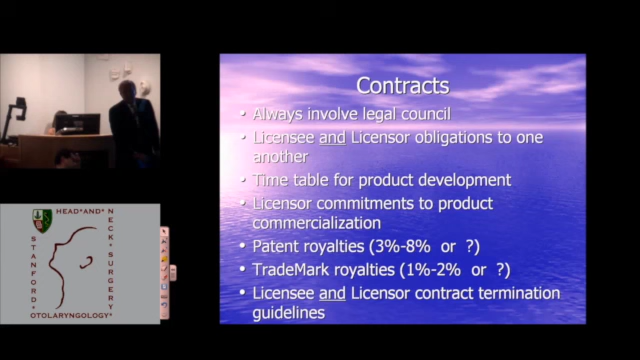 Contracts
• Always involve legal council
• Licensee and Licensor obligations to one
another
• Time table for product development
• Licensor commitments to product
commercialization
• Patent royalties (3%-8% or ?)
• TradeMark royalties (1%-2% or ?)
• Licensee and Licensor contract termination
guidelines
HEAD*AND*
NECK*SURGERY
STANFORD
OTOLARYNGOLOGY*